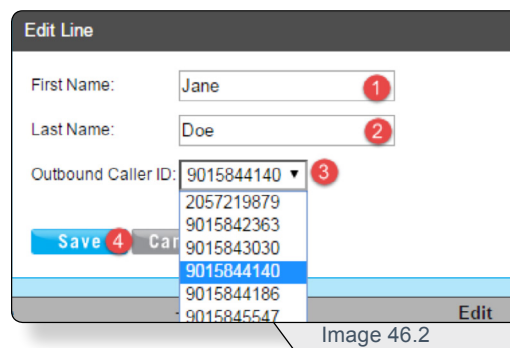 Edit Line
First Name: Jane 1
Last Name: Doe 2
Outbound Caller ID: 9015844140 3
2057219879
9015842363
9015843030
Save 4 Can
9015844140
9015844186
9015845547 Edit
Image 46.2